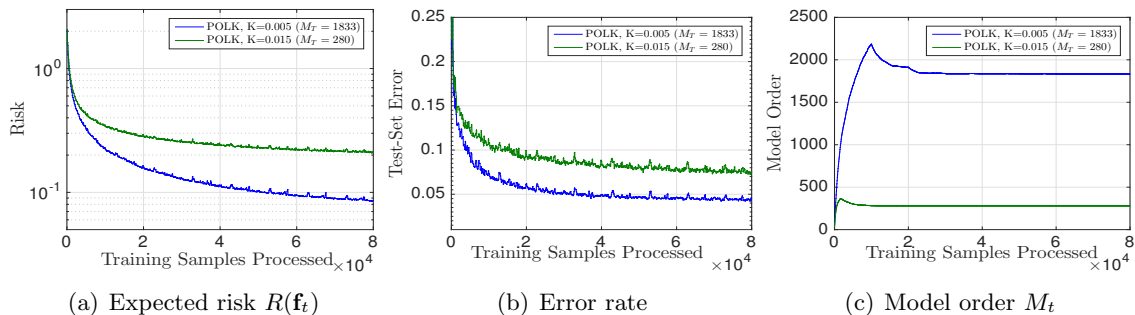 POLK, K=0.005 (M_T = 1833)
POLK, K=0.015 (M_T = 280)
10^0
10^-1
Risk
0 2 4 6 8
Training Samples Processed
×10^4
(a) Expected risk R(f_t)
POLK, K=0.005 (M_T = 1833)
POLK, K=0.015 (M_T = 280)
0.25
0.2
0.15
0.1
0.05
Test-Set Error
0 2 4 6 8
Training Samples Processed
×10^4
(b) Error rate
POLK, K=0.005 (M_T = 1833)
POLK, K=0.015 (M_T = 280)
2500
2000
1500
1000
500
0
Model Order
0 2 4 6 8
Training Samples Processed
×10^4
(c) Model order M_t